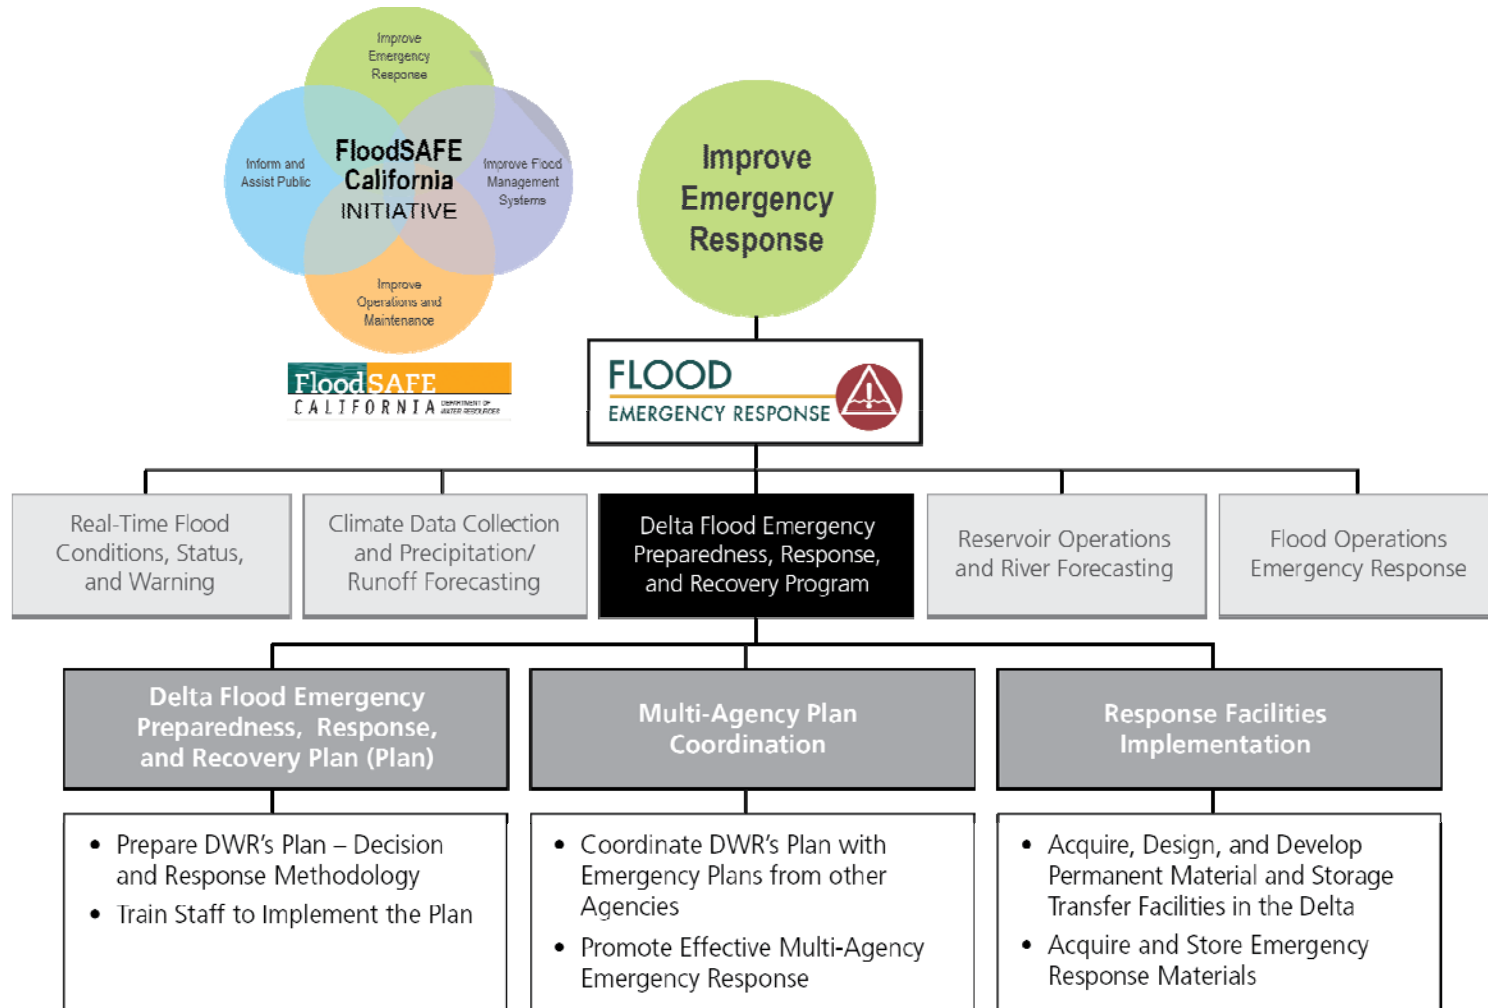 Improve
Emergency
Response
Inform and
Assist Public
FloodSAFE
California
INITIATIVE
Improve Flood
Management
Systems
Improve
Operations and
Maintenance
FloodSAFE
CALIFORNIA
DEPARTMENT OF
WATER RESOURCES
Improve
Emergency
Response
FLOOD
EMERGENCY RESPONSE
Real-Time Flood
Conditions, Status,
and Warning
Climate Data Collection
and Precipitation/
Runoff Forecasting
Delta Flood Emergency
Preparedness, Response,
and Recovery Program
Reservoir Operations
and River Forecasting
Flood Operations
Emergency Response
Delta Flood Emergency
Preparedness, Response,
and Recovery Plan (Plan)
Multi-Agency Plan
Coordination
Response Facilities
Implementation
• Prepare DWR's Plan – Decision
and Response Methodology
• Train Staff to Implement the Plan
• Coordinate DWR's Plan with
Emergency Plans from other
Agencies
• Promote Effective Multi-Agency
Emergency Response
• Acquire, Design, and Develop
Permanent Material and Storage
Transfer Facilities in the Delta
• Acquire and Store Emergency
Response Materials